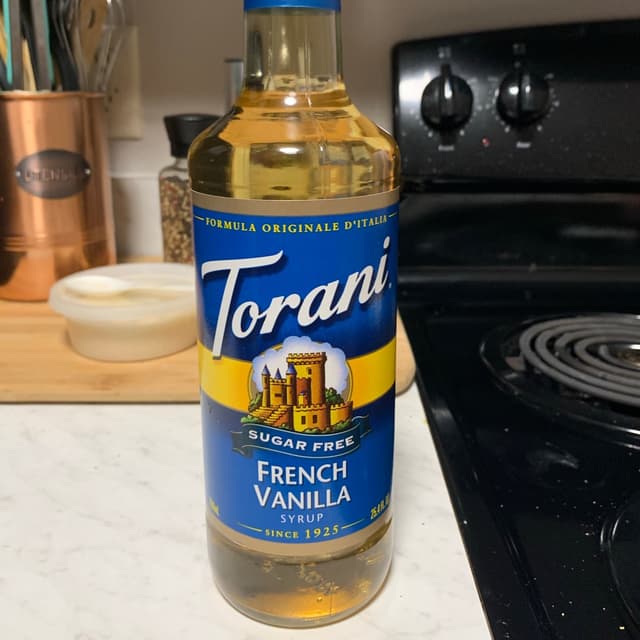 FORMULA ORIGINALE D'ITALIA
Torani
SUGAR FREE
FRENCH
VANILLA
SYRUP
SINCE 1925
UTENSILS